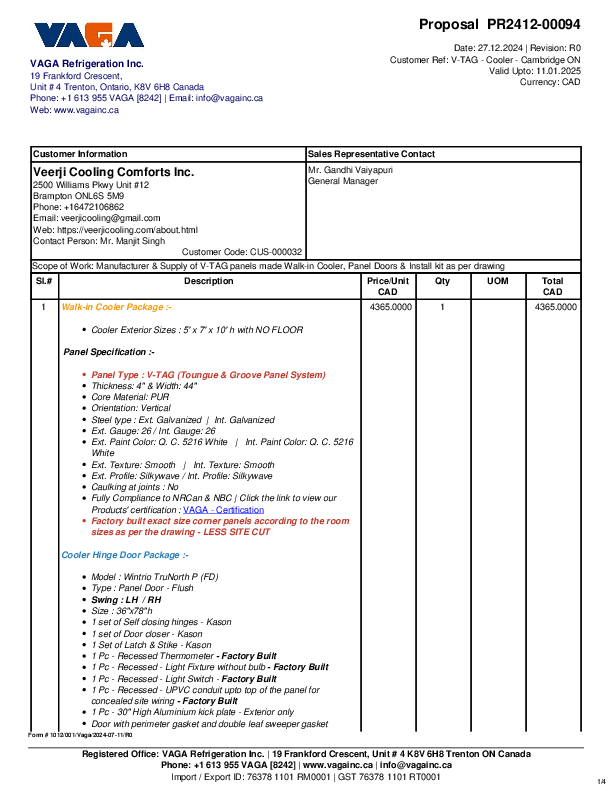 VAGA
Proposal PR2412-00094
Date: 27.12.2024 | Revision: R0
Customer Ref: V-TAG - Cooler - Cambridge ON
Valid Upto: 11.01.2025
Currency: CAD
VAGA Refrigeration Inc.
19 Frankford Crescent,
Unit # 4 Trenton, Ontario, K8V 6H8 Canada
Phone: +1 613 955 VAGA [8242] | Email: info@vagainc.ca
Web: www.vagainc.ca
Customer Information
Sales Representative Contact
Veerji Cooling Comforts Inc.
2500 Williams Pkwy Unit #12
Brampton ONL6S 5M9
Phone: +16472106862
Email: veerjicooling@gmail.com
Web: https://veerjicooling.com/about.html
Contact Person: Mr. Manjit Singh
Customer Code: CUS-000032
Mr. Gandhi Vaiyapuri
General Manager
Scope of Work: Manufacturer & Supply of V-TAG panels made Walk-in Cooler, Panel Doors & Install kit as per drawing
Sl.# Description Price/Unit CAD Qty UOM Total CAD
1 Walk-in Cooler Package :- 4365.0000 1 4365.0000
• Cooler Exterior Sizes : 5' x 7' x 10' h with NO FLOOR
Panel Specification :-
• Panel Type : V-TAG (Toungue & Groove Panel System)
• Thickness: 4" & Width: 44"
• Core Material: PUR
• Orientation: Vertical
• Steel type : Ext. Galvanized | Int. Galvanized
• Ext. Gauge: 26 / Int. Gauge: 26
• Ext. Paint Color: Q. C. 5216 White | Int. Paint Color: Q. C. 5216
White
• Ext. Texture: Smooth | Int. Texture: Smooth
• Ext. Profile: Silkywave / Int. Profile: Silkywave
• Caulking at joints : No
• Fully Compliance to NRCan & NBC | Click the link to view our
Products' certification : VAGA - Certification
• Factory built exact size corner panels according to the room
sizes as per the drawing - LESS SITE CUT
Cooler Hinge Door Package :-
• Model : Wintrio TruNorth P (FD)
• Type : Panel Door - Flush
• Swing : LH / RH
• Size : 36"x78"h
• 1 set of Self closing hinges - Kason
• 1 set of Door closer - Kason
• 1 Set of Latch & Stike - Kason
• 1 Pc - Recessed Thermometer - Factory Built
• 1 Pc - Recessed - Light Fixture without bulb - Factory Built
• 1 Pc - Recessed - Light Switch - Factory Built
• 1 Pc - Recessed - UPVC conduit upto top of the panel for
concealed site wiring - Factory Built
• 1 Pc - 30" High Aluminium kick plate - Exterior only
• Door with perimeter gasket and double leaf sweeper gasket
Form # 1012/001/Vaga/2024-07-11/R0
Registered Office: VAGA Refrigeration Inc. | 19 Frankford Crescent, Unit # 4 K8V 6H8 Trenton ON Canada
Phone: +1 613 955 VAGA [8242] | www.vagainc.ca | info@vagainc.ca
Import / Export ID: 76378 1101 RM0001 | GST 76378 1101 RT0001
1/4